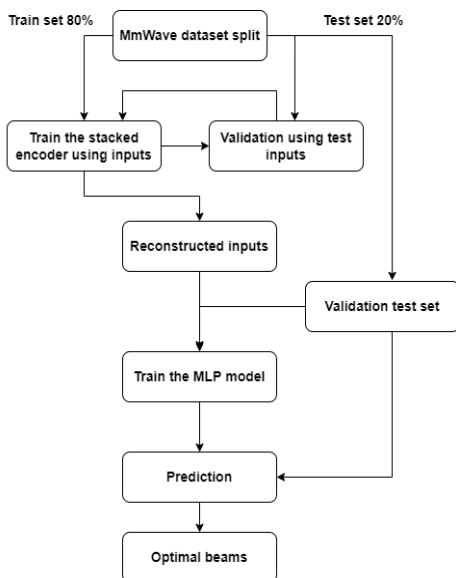 Train set 80%
MmWave dataset split
Test set 20%
Train the stacked
encoder using inputs
Validation using test
inputs
Reconstructed inputs
Validation test set
Train the MLP model
Prediction
Optimal beams